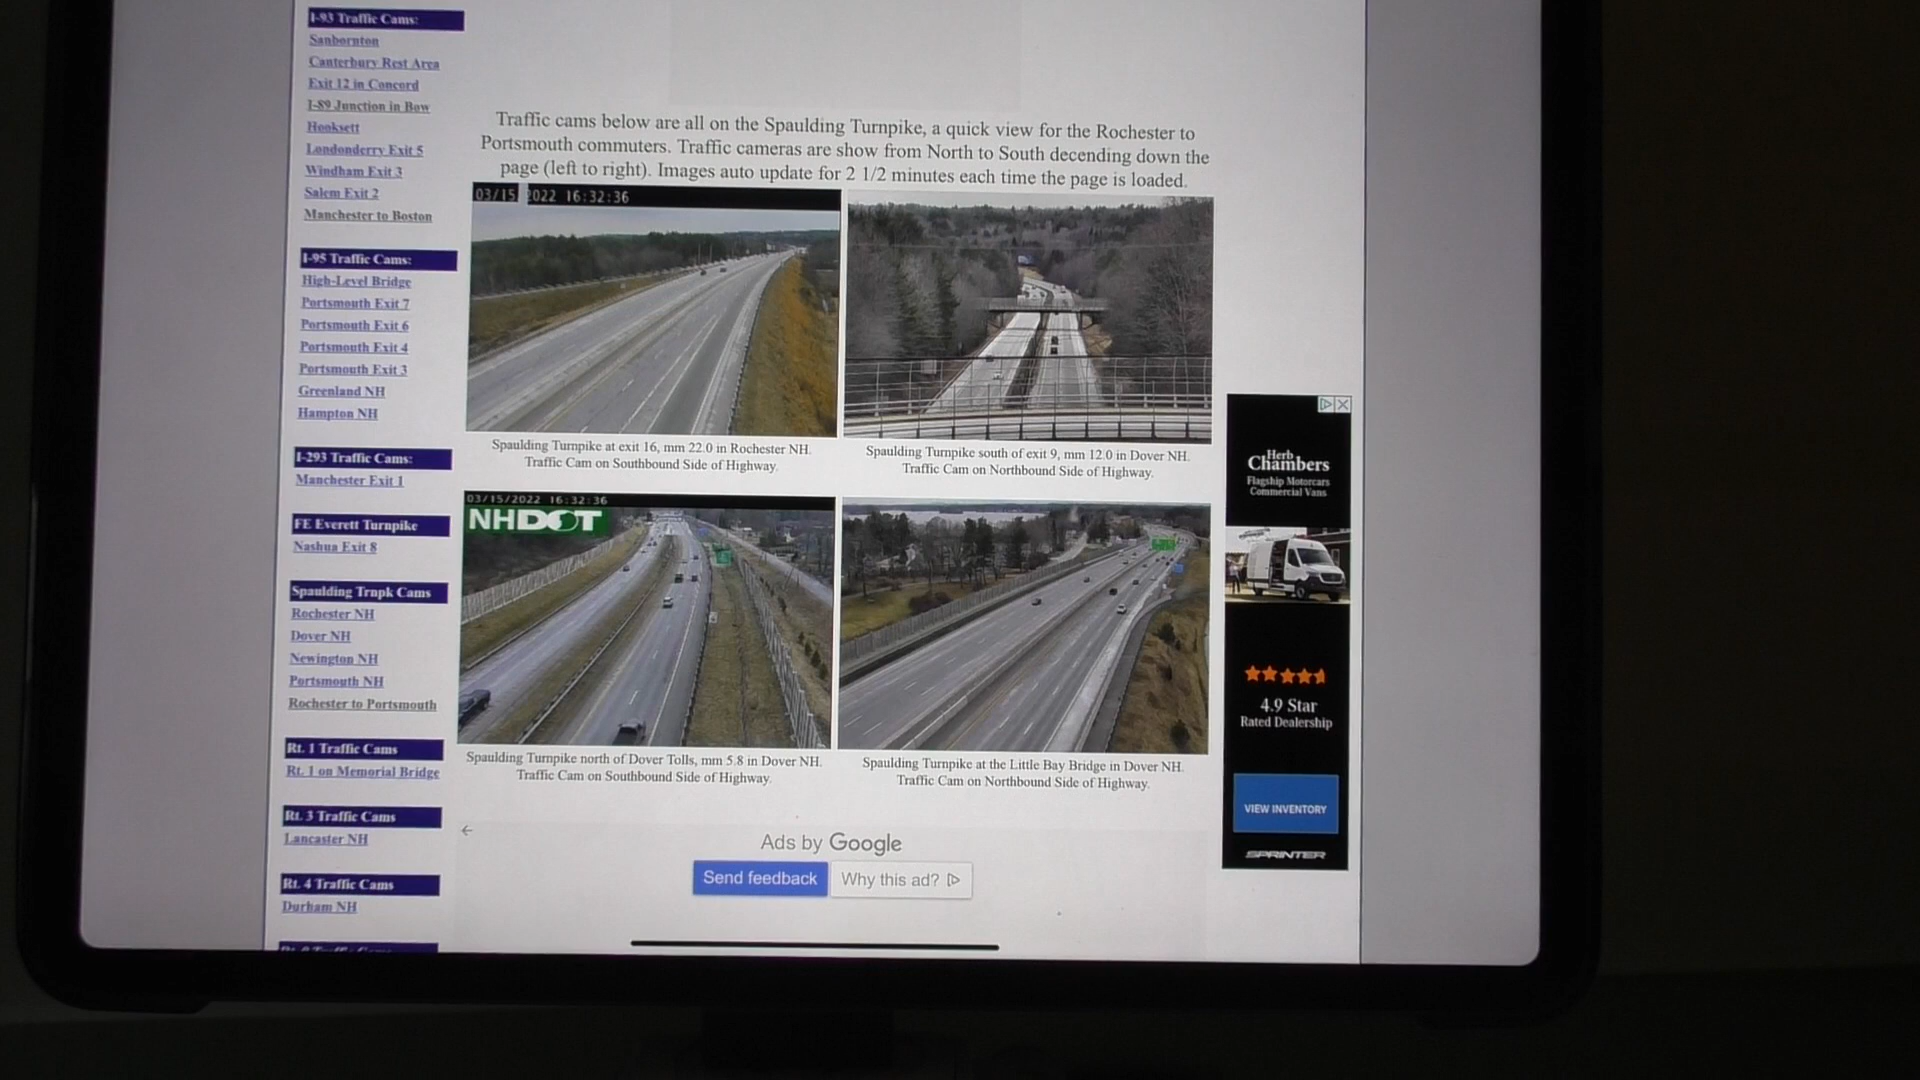 I-93 Traffic Cams:
Sanbornton
Canterbury Rest Area
Exit 12 in Concord
I-89 Junction in Bow
Hooksett
Londonderry Exit 5
Windham Exit 3
Salem Exit 2
Manchester to Boston
I-95 Traffic Cams:
High-Level Bridge
Portsmouth Exit 7
Portsmouth Exit 6
Portsmouth Exit 4
Portsmouth Exit 3
Greenland NH
Hampton NH
I-293 Traffic Cams:
Manchester Exit 1
FE Everett Turnpike
Nashua Exit 8
Spaulding Trnpk Cams
Rochester NH
Dover NH
Newington NH
Portsmouth NH
Rochester to Portsmouth
Rt. 1 Traffic Cams
Rt. 1 on Memorial Bridge
Rt. 3 Traffic Cams
Lancaster NH
Rt. 4 Traffic Cams
Durham NH
Traffic cams below are all on the Spaulding Turnpike, a quick view for the Rochester to
Portsmouth commuters. Traffic cameras are show from North to South decending down the
page (left to right). Images auto update for 2 1/2 minutes each time the page is loaded.
03/15 2022 16:32:36
Spaulding Turnpike at exit 16, mm 22.0 in Rochester NH.
Traffic Cam on Southbound Side of Highway.
Spaulding Turnpike south of exit 9, mm 12.0 in Dover NH.
Traffic Cam on Northbound Side of Highway.
03/15/2022 16:32:36
NHDOT
Spaulding Turnpike north of Dover Tolls, mm 5.8 in Dover NH.
Traffic Cam on Southbound Side of Highway.
Spaulding Turnpike at the Little Bay Bridge in Dover NH.
Traffic Cam on Northbound Side of Highway.
Ads by Google
Send feedback
Why this ad?
Herb
Chambers
Flagship Motorcars
Commercial Vans
4.9 Star
Rated Dealership
VIEW INVENTORY
SPRINTER